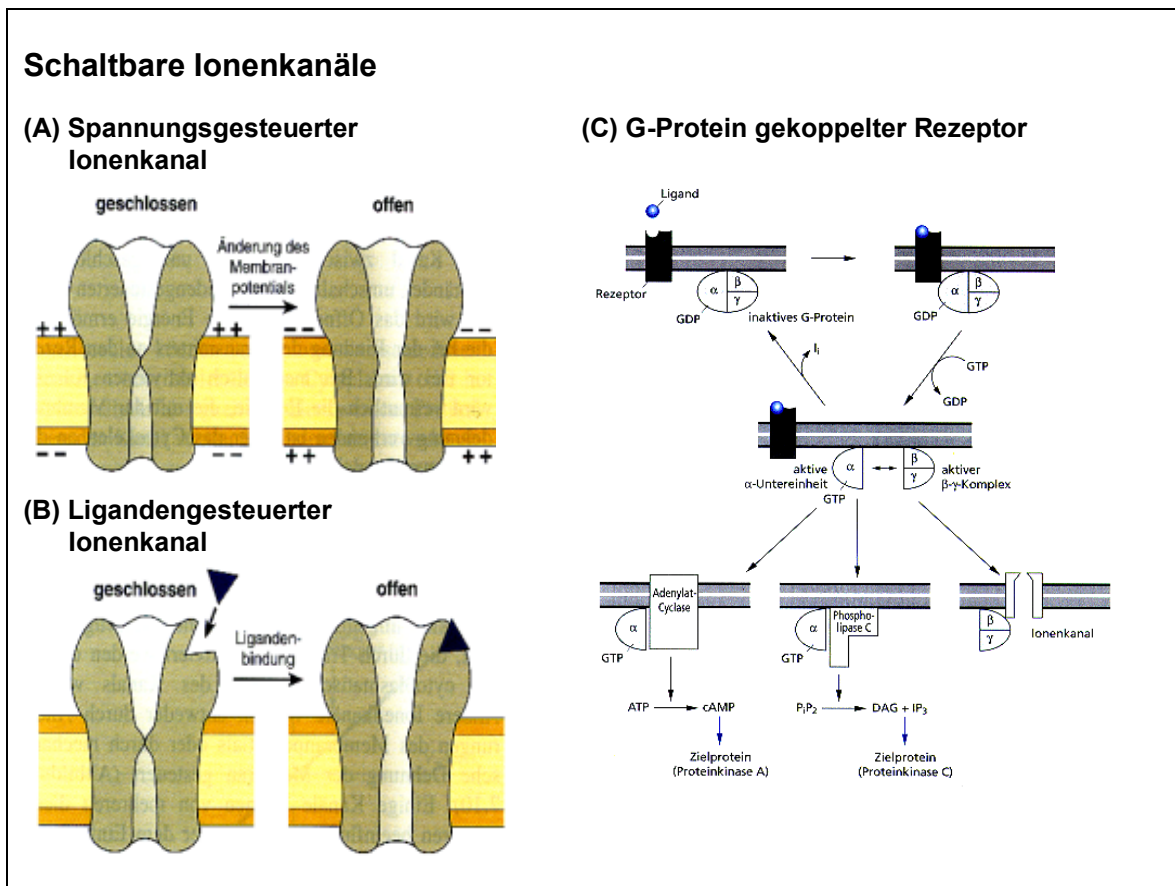 Schaltbare Ionenkanäle
(A) Spannungsgesteuerter
Ionenkanal
geschlossen
offen
Änderung des
Membran-
potentials
++
++
-- 
--
--
--
++
++
(B) Ligandengesteuerter
Ionenkanal
geschlossen
offen
Liganden-
bindung
(C) G-Protein gekoppelter Rezeptor
Ligand
Rezeptor
α
β
γ
GDP
inaktives G-Protein
α
β
γ
GDP
Ii
GTP
GDP
aktive
α-Untereinheit
α
GTP
β
γ
aktiver
β-γ-Komplex
Adenylat-
Cyclase
α
GTP
ATP
cAMP
Zielprotein
(Proteinkinase A)
Phospho-
lipase C
α
GTP
PiP2
DAG + IP3
Zielprotein
(Proteinkinase C)
β
γ
Ionenkanal